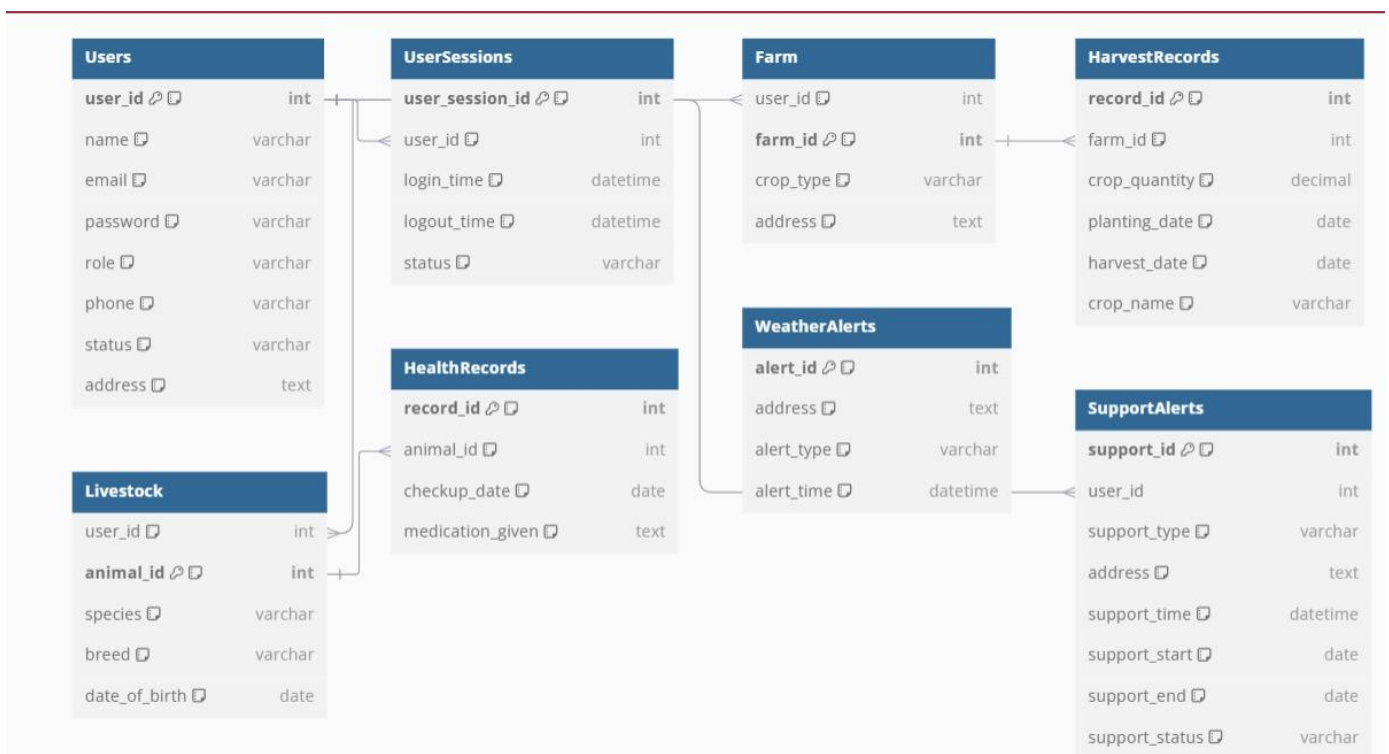 Users
user_id int
name varchar
email varchar
password varchar
role varchar
phone varchar
status varchar
address text
UserSessions
user_session_id int
user_id int
login_time datetime
logout_time datetime
status varchar
Farm
user_id int
farm_id int
crop_type varchar
address text
HarvestRecords
record_id int
farm_id int
crop_quantity decimal
planting_date date
harvest_date date
crop_name varchar
HealthRecords
record_id int
animal_id int
checkup_date date
medication_given text
WeatherAlerts
alert_id int
address text
alert_type varchar
alert_time datetime
SupportAlerts
support_id int
user_id int
support_type varchar
address text
support_time datetime
support_start date
support_end date
support_status varchar
Livestock
user_id int
animal_id int
species varchar
breed varchar
date_of_birth date